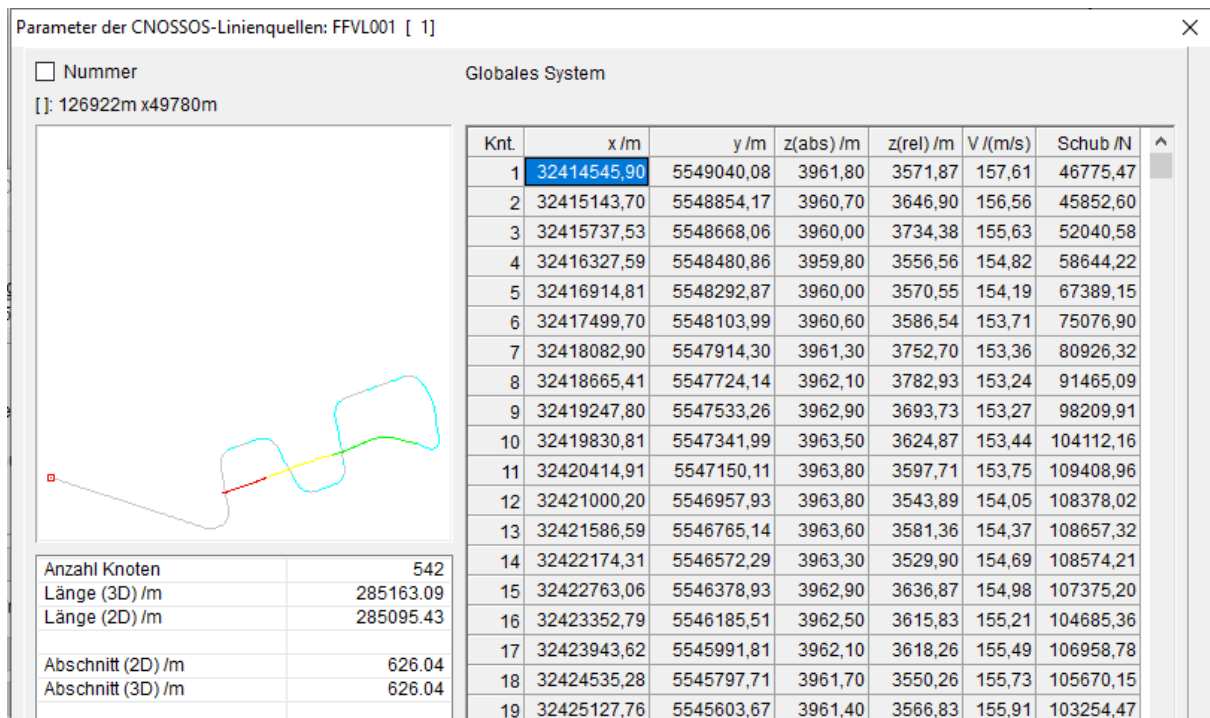 Parameter der CNOSSOS-Linienquellen: FFVL001 [ 1]
Nummer
Globales System
[]: 126922m x49780m
Knt. x /m y /m z(abs) /m z(rel) /m V /(m/s) Schub /N
1 32414545,90 5549040,08 3961,80 3571,87 157,61 46775,47
2 32415143,70 5548854,17 3960,70 3646,90 156,56 45852,60
3 32415737,53 5548668,06 3960,00 3734,38 155,63 52040,58
4 32416327,59 5548480,86 3959,80 3556,56 154,82 58644,22
5 32416914,81 5548292,87 3960,00 3570,55 154,19 67389,15
6 32417499,70 5548103,99 3960,60 3586,54 153,71 75076,90
7 32418082,90 5547914,30 3961,30 3752,70 153,36 80926,32
8 32418665,41 5547724,14 3962,10 3782,93 153,24 91465,09
9 32419247,80 5547533,26 3962,90 3693,73 153,27 98209,91
10 32419830,81 5547341,99 3963,50 3624,87 153,44 104112,16
11 32420414,91 5547150,11 3963,80 3597,71 153,75 109408,96
12 32421000,20 5546957,93 3963,80 3543,89 154,05 108378,02
13 32421586,59 5546765,14 3963,60 3581,36 154,37 108657,32
14 32422174,31 5546572,29 3963,30 3529,90 154,69 108574,21
15 32422763,06 5546378,93 3962,90 3636,87 154,98 107375,20
16 32423352,79 5546185,51 3962,50 3615,83 155,21 104685,36
17 32423943,62 5545991,81 3962,10 3618,26 155,49 106958,78
18 32424535,28 5545797,71 3961,70 3550,26 155,73 105670,15
19 32425127,76 5545603,67 3961,40 3566,83 155,91 103254,47
Anzahl Knoten 542
Länge (3D) /m 285163.09
Länge (2D) /m 285095.43
Abschnitt (2D) /m 626.04
Abschnitt (3D) /m 626.04